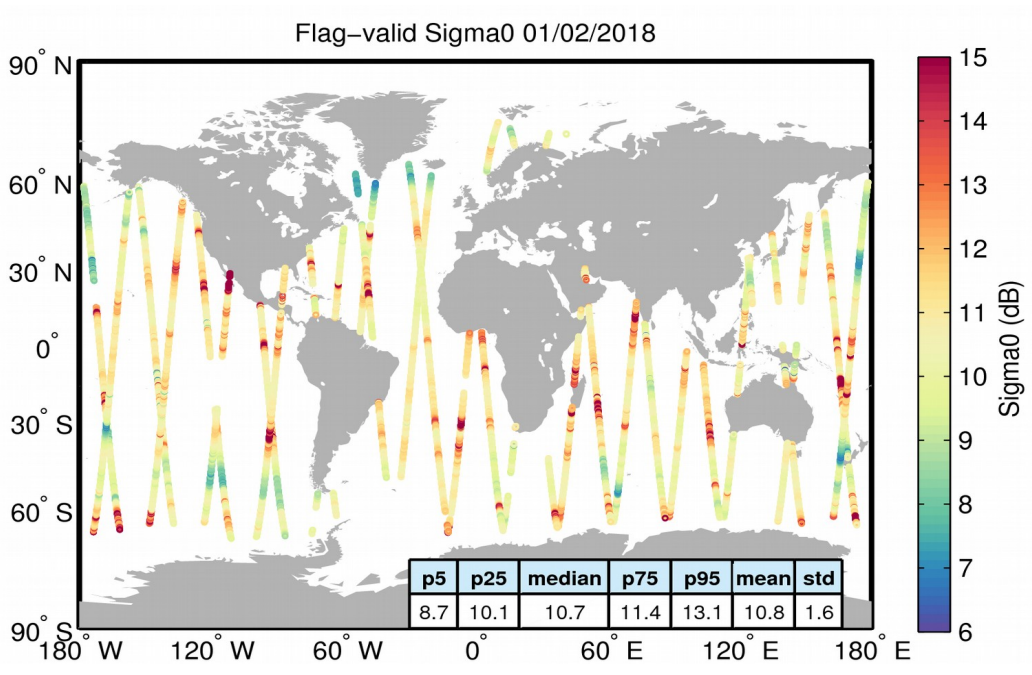 Flag−valid Sigma0 01/02/2018
90° N
60° N
30° N
0°
30° S
60° S
90° S
180° W
120° W
60° W
0°
60° E
120° E
180° E
15
14
13
12
11
10
9
8
7
6
Sigma0 (dB)
p5 p25 median p75 p95 mean std
8.7 10.1 10.7 11.4 13.1 10.8 1.6